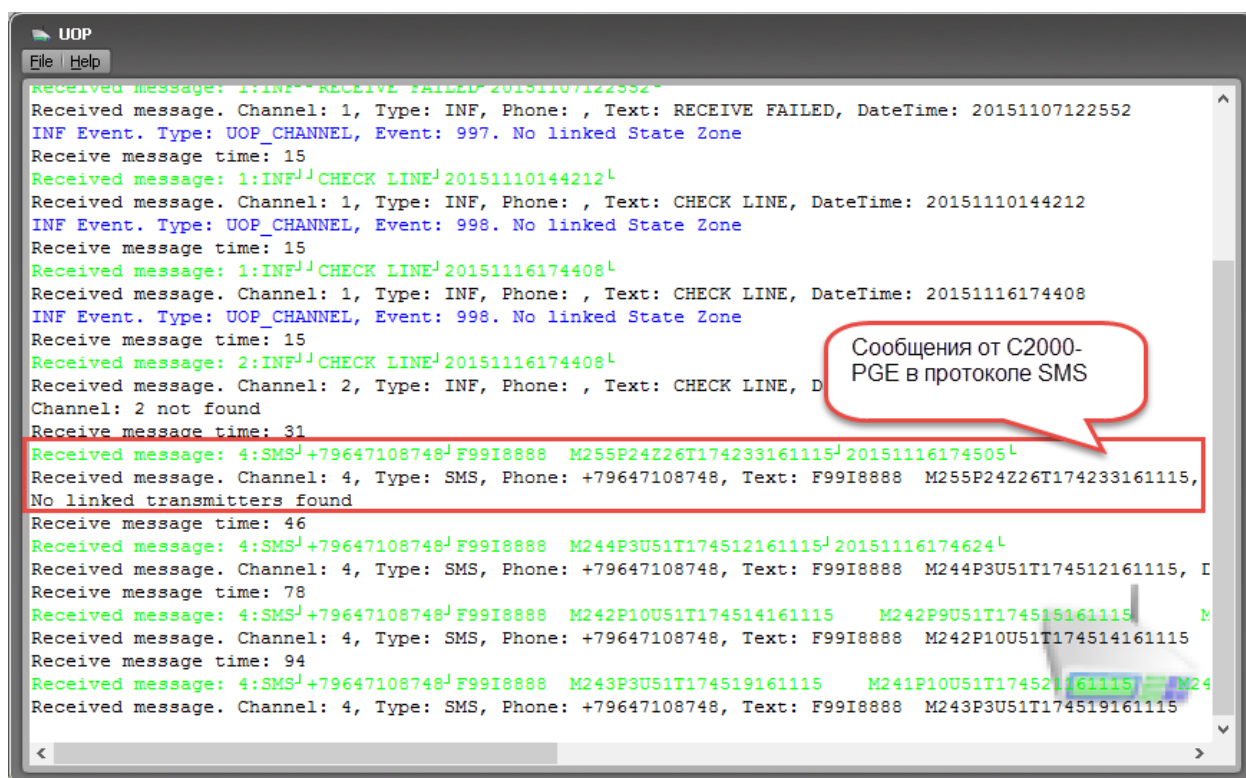 UOP
File Help
Received message: 1:INF┘┘RECEIVE FAILED┘20151107122552└
Received message. Channel: 1, Type: INF, Phone: , Text: RECEIVE FAILED, DateTime: 20151107122552
INF Event. Type: UOP_CHANNEL, Event: 997. No linked State Zone
Receive message time: 15
Received message: 1:INF┘┘CHECK LINE┘20151110144212└
Received message. Channel: 1, Type: INF, Phone: , Text: CHECK LINE, DateTime: 20151110144212
INF Event. Type: UOP_CHANNEL, Event: 998. No linked State Zone
Receive message time: 15
Received message: 1:INF┘┘CHECK LINE┘20151116174408└
Received message. Channel: 1, Type: INF, Phone: , Text: CHECK LINE, DateTime: 20151116174408
INF Event. Type: UOP_CHANNEL, Event: 998. No linked State Zone
Receive message time: 15
Сообщения от С2000-
PGE в протоколе SMS
Received message: 2:INF┘┘CHECK LINE┘20151116174408└
Received message. Channel: 2, Type: INF, Phone: , Text: CHECK LINE, D
Channel: 2 not found
Receive message time: 31
Received message: 4:SMS┘+79647108748┘F99I8888  M255P24Z26T174233161115┘20151116174505└
Received message. Channel: 4, Type: SMS, Phone: +79647108748, Text: F99I8888  M255P24Z26T174233161115,
No linked transmitters found
Receive message time: 46
Received message: 4:SMS┘+79647108748┘F99I8888  M244P3U51T174512161115┘20151116174624└
Received message. Channel: 4, Type: SMS, Phone: +79647108748, Text: F99I8888  M244P3U51T174512161115, D
Receive message time: 78
Received message: 4:SMS┘+79647108748┘F99I8888  M242P10U51T174514161115    M242P9U51T174515161115    M
Received message. Channel: 4, Type: SMS, Phone: +79647108748, Text: F99I8888  M242P10U51T174514161115
Receive message time: 94
Received message: 4:SMS┘+79647108748┘F99I8888  M243P3U51T174519161115    M241P10U51T174521161115    M24
Received message. Channel: 4, Type: SMS, Phone: +79647108748, Text: F99I8888  M243P3U51T174519161115